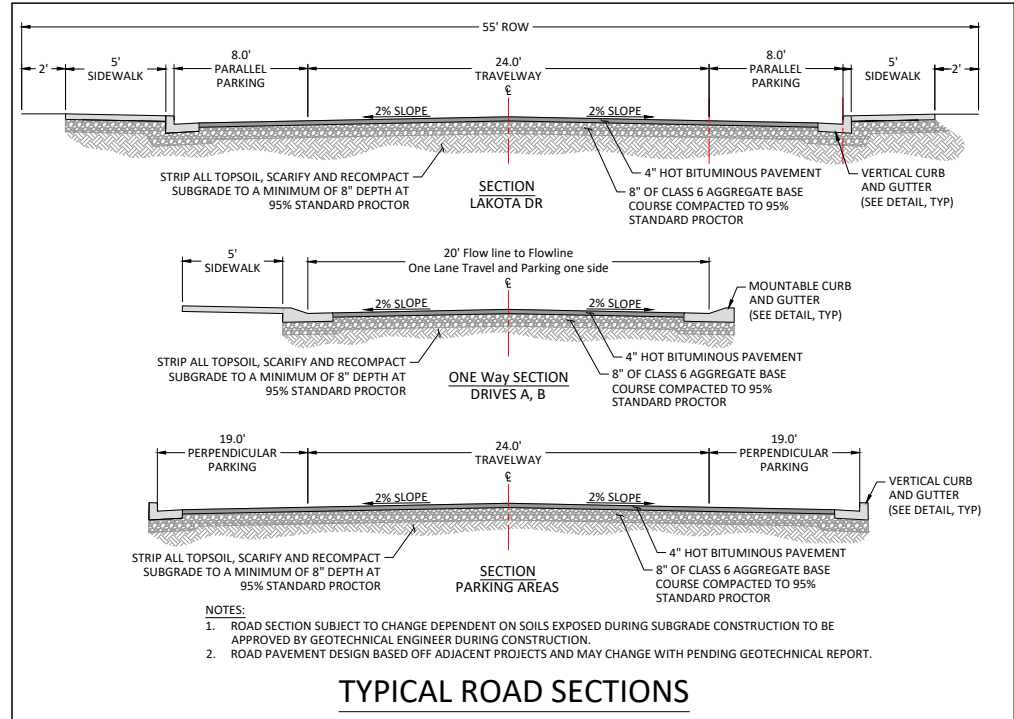 55' ROW
2'
5'
SIDEWALK
8.0'
PARALLEL
PARKING
24.0'
TRAVELWAY
℄
8.0'
PARALLEL
PARKING
5'
SIDEWALK
2'
2% SLOPE
2% SLOPE
STRIP ALL TOPSOIL, SCARIFY AND RECOMPACT
SUBGRADE TO A MINIMUM OF 8" DEPTH AT
95% STANDARD PROCTOR
SECTION
LAKOTA DR
4" HOT BITUMINOUS PAVEMENT
8" OF CLASS 6 AGGREGATE BASE
COURSE COMPACTED TO 95%
STANDARD PROCTOR
VERTICAL CURB
AND GUTTER
(SEE DETAIL, TYP)
5'
SIDEWALK
20' Flow line to Flowline
One Lane Travel and Parking one side
℄
2% SLOPE
2% SLOPE
MOUNTABLE CURB
AND GUTTER
(SEE DETAIL, TYP)
STRIP ALL TOPSOIL, SCARIFY AND RECOMPACT
SUBGRADE TO A MINIMUM OF 8" DEPTH AT
95% STANDARD PROCTOR
ONE Way SECTION
DRIVES A, B
4" HOT BITUMINOUS PAVEMENT
8" OF CLASS 6 AGGREGATE BASE
COURSE COMPACTED TO 95%
STANDARD PROCTOR
19.0'
PERPENDICULAR
PARKING
24.0'
TRAVELWAY
℄
19.0'
PERPENDICULAR
PARKING
2% SLOPE
2% SLOPE
VERTICAL CURB
AND GUTTER
(SEE DETAIL, TYP)
STRIP ALL TOPSOIL, SCARIFY AND RECOMPACT
SUBGRADE TO A MINIMUM OF 8" DEPTH AT
95% STANDARD PROCTOR
SECTION
PARKING AREAS
4" HOT BITUMINOUS PAVEMENT
8" OF CLASS 6 AGGREGATE BASE
COURSE COMPACTED TO 95%
STANDARD PROCTOR
NOTES:
1. ROAD SECTION SUBJECT TO CHANGE DEPENDENT ON SOILS EXPOSED DURING SUBGRADE CONSTRUCTION TO BE
APPROVED BY GEOTECHNICAL ENGINEER DURING CONSTRUCTION.
2. ROAD PAVEMENT DESIGN BASED OFF ADJACENT PROJECTS AND MAY CHANGE WITH PENDING GEOTECHNICAL REPORT.
TYPICAL ROAD SECTIONS